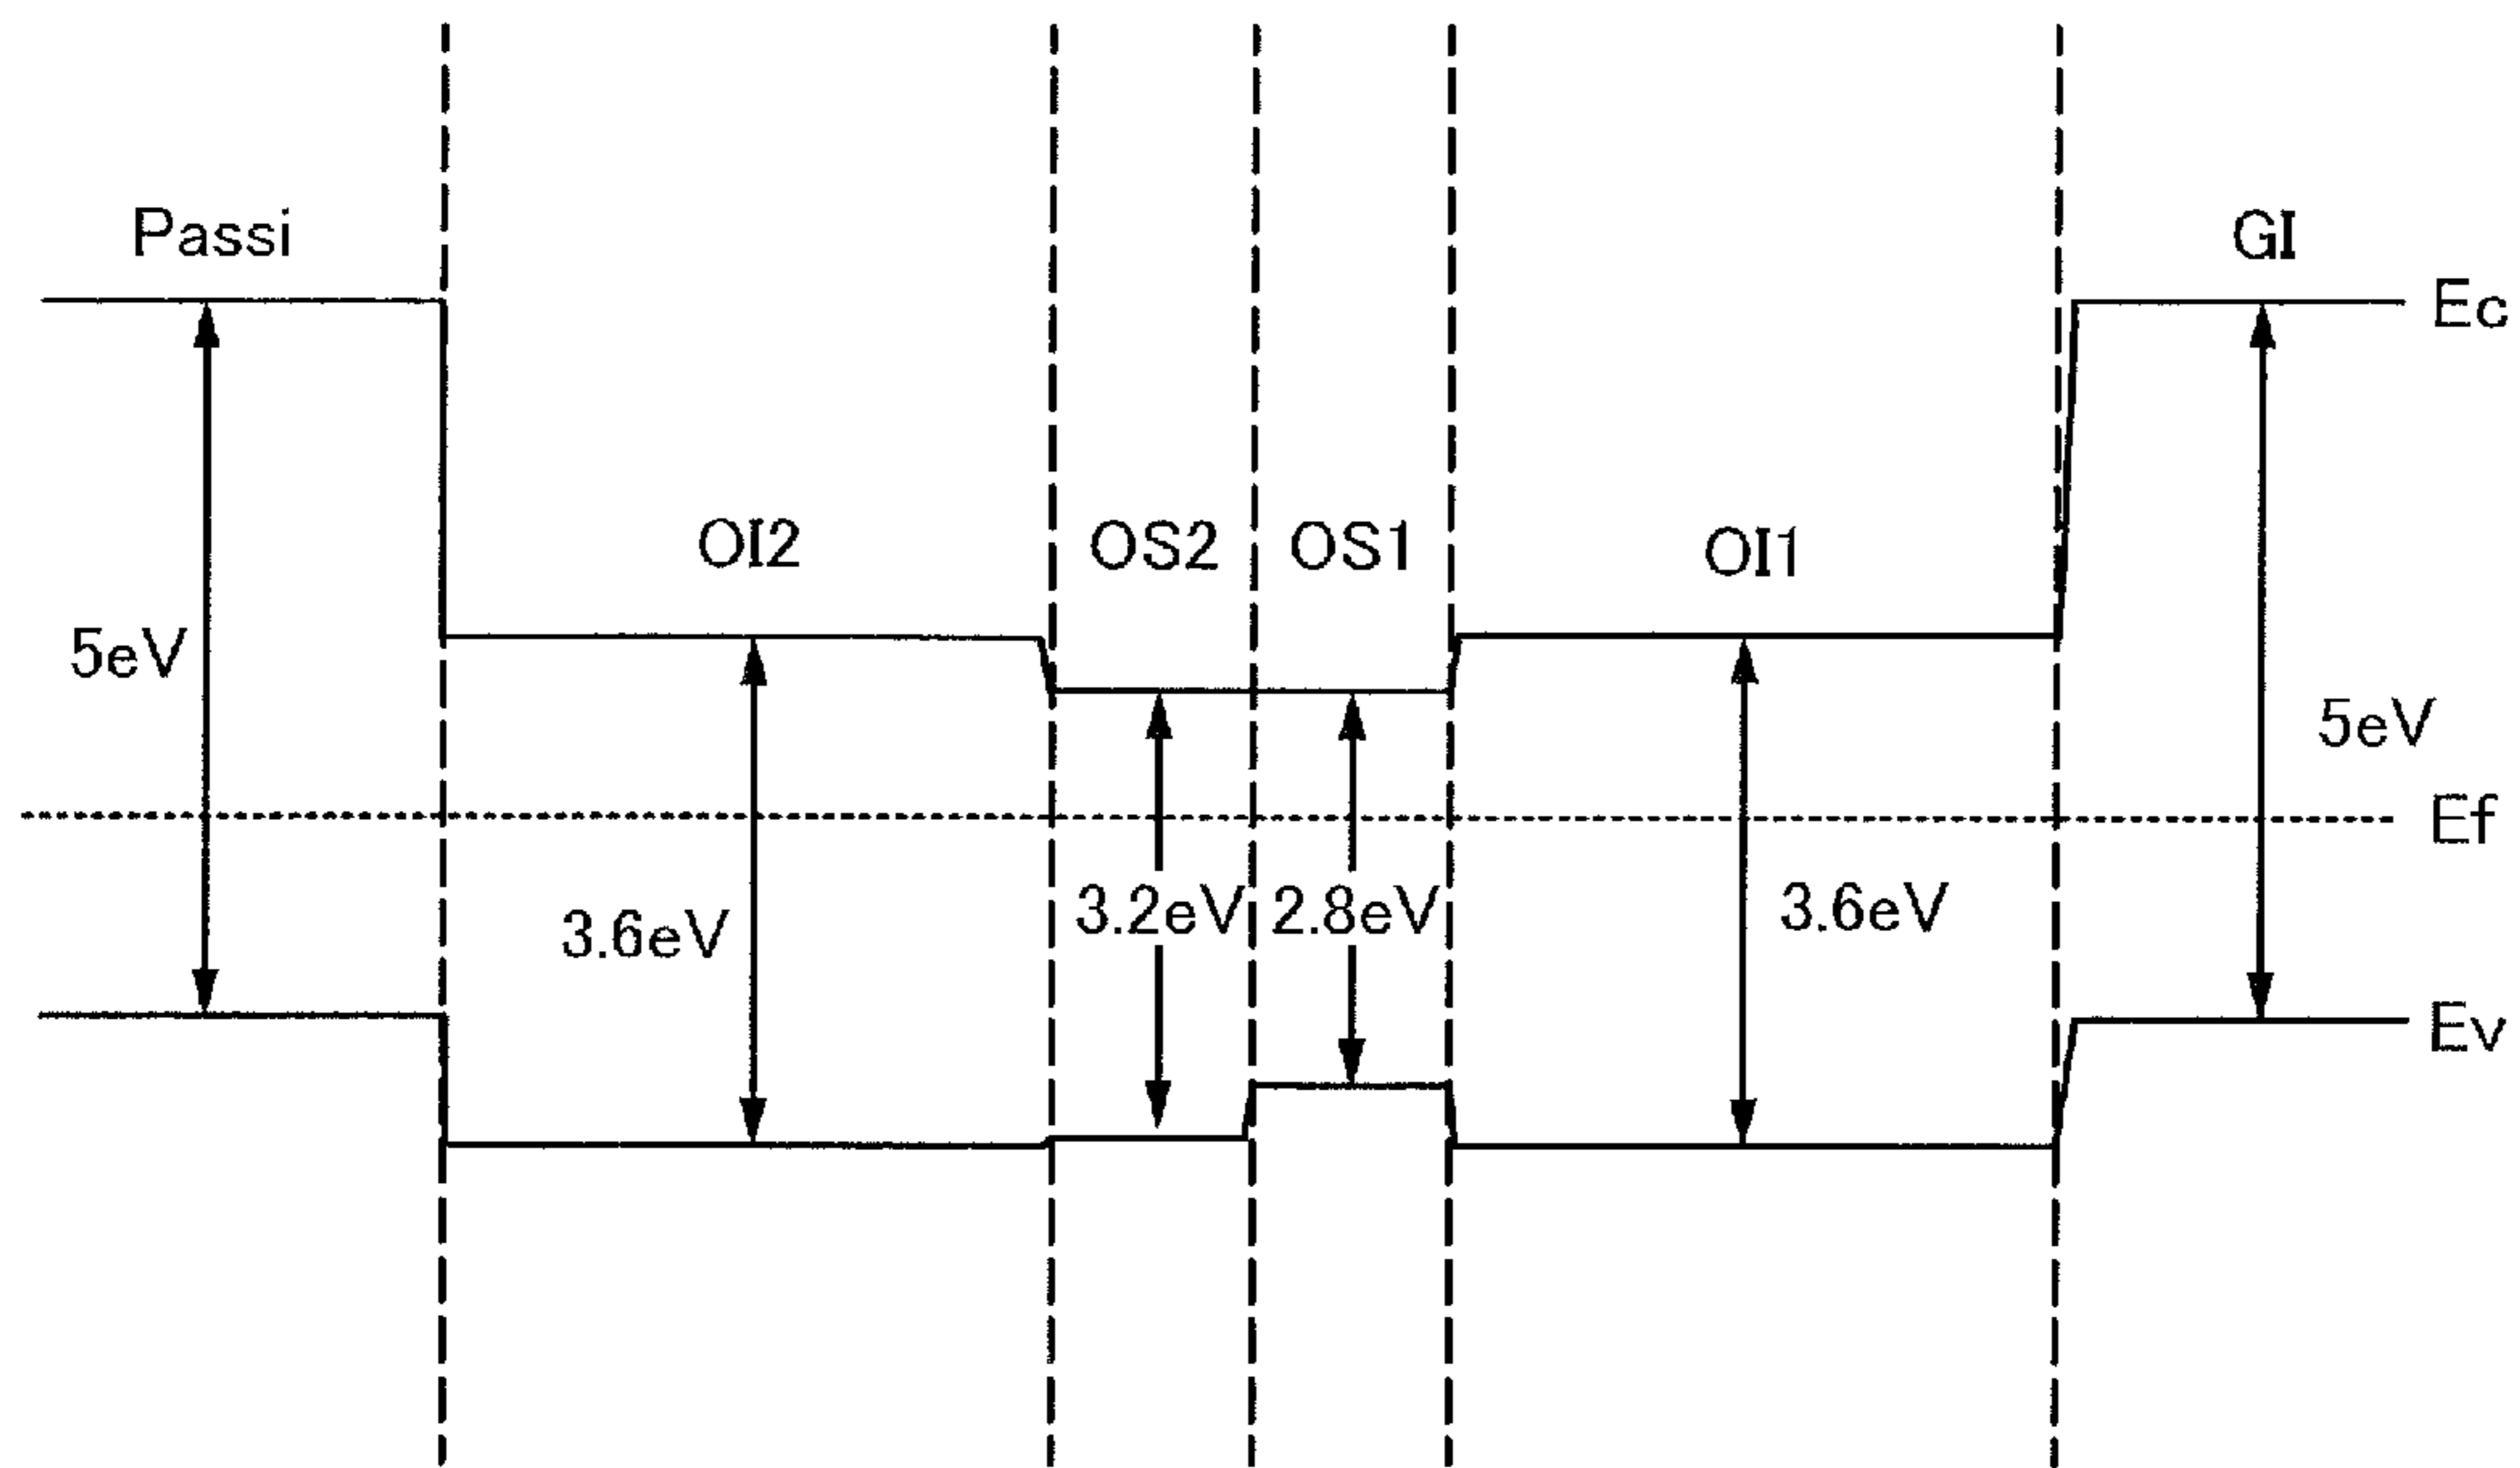 Passi
GI
Ec
OI2
OS2
OS1
OI1
5eV
5eV
Ef
3.6eV
3.2eV
2.8eV
3.6eV
Ev